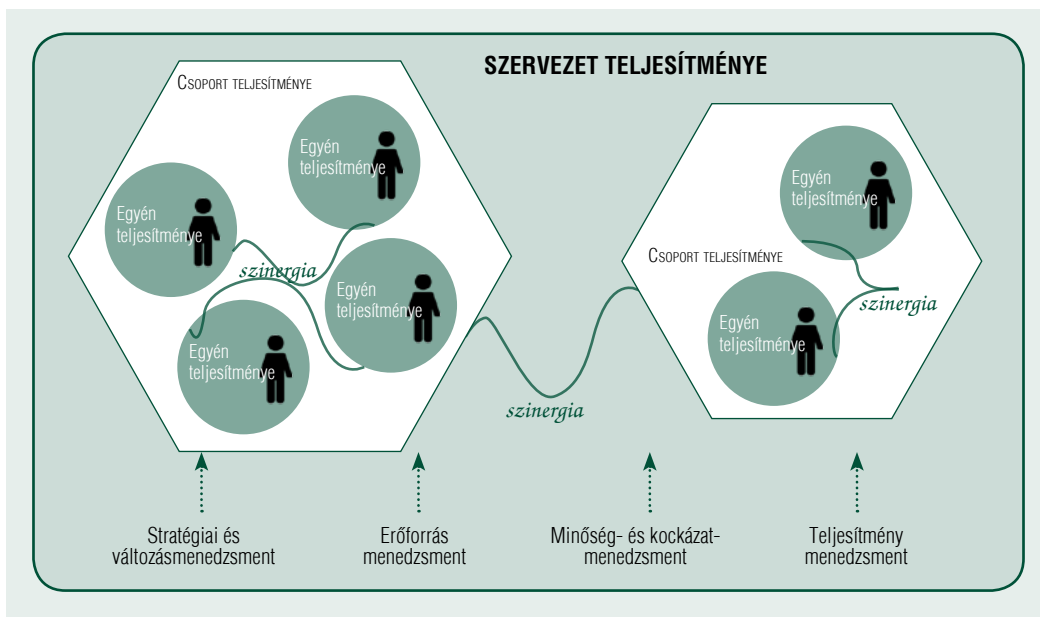 SZERVEZET TELJESÍTMÉNYE
CSOPORT TELJESÍTMÉNYE
Egyén
teljesítménye
Egyén
teljesítménye
szinergia
Egyén
teljesítménye
Egyén
teljesítménye
szinergia
Egyén
teljesítménye
CSOPORT TELJESÍTMÉNYE
szinergia
Egyén
teljesítménye
Stratégiai és
változásmenedzsment
Erőforrás
menedzsment
Minőség- és kockázat-
menedzsment
Teljesítmény
menedzsment